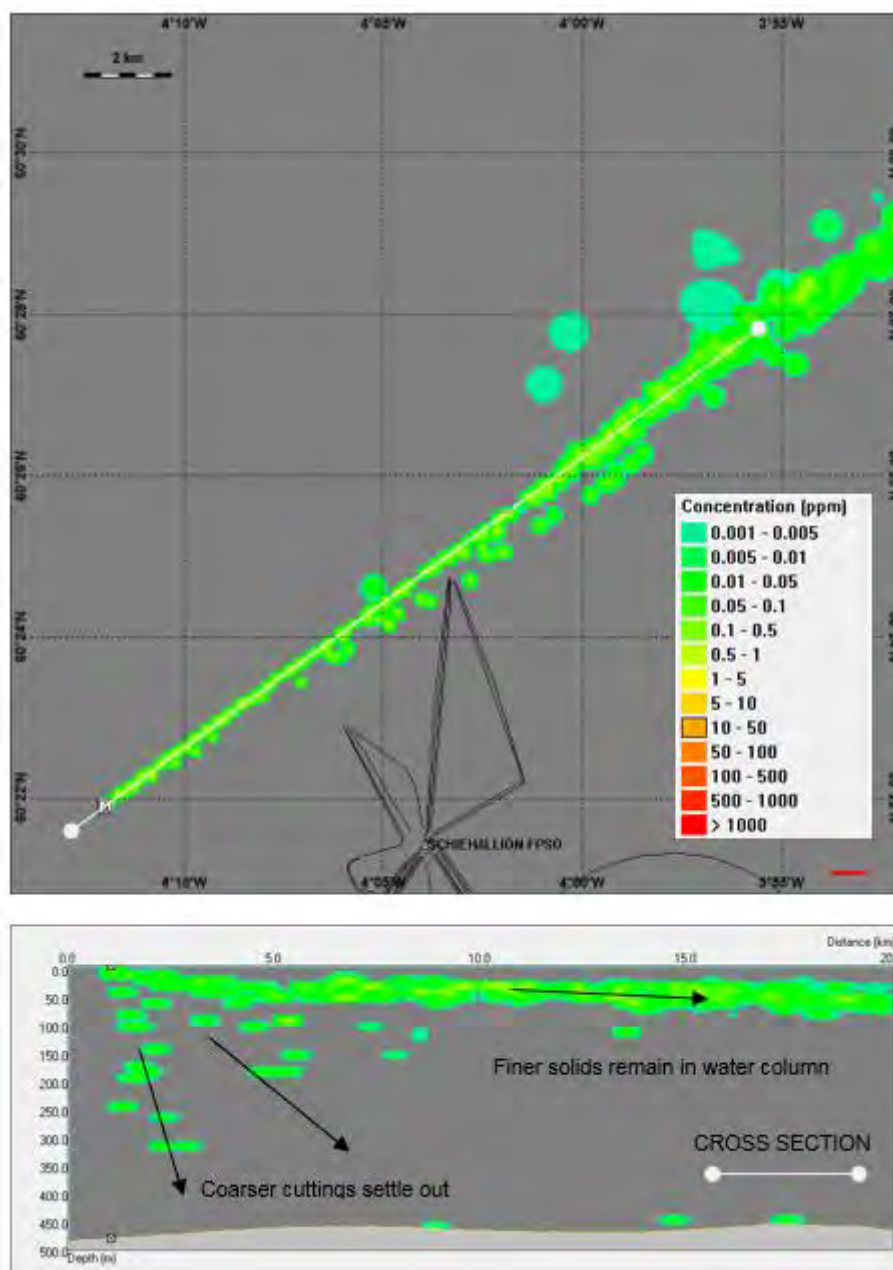 4°10'W 4°05'W 4°00'W 3°55'W
2 km
60°30'N
60°28'N
60°26'N
60°24'N
60°22'N
Concentration (ppm)
0.001 - 0.005
0.005 - 0.01
0.01 - 0.05
0.05 - 0.1
0.1 - 0.5
0.5 - 1
1 - 5
5 - 10
10 - 50
50 - 100
100 - 500
500 - 1000
> 1000
SCHIEHALLION FPSO
4°10'W 4°05'W 4°00'W 3°55'W
Distance (km)
0.0 5.0 10.0 15.0 20
0.0
50.0
100.0
150.0
200.0
250.0
300.0
350.0
400.0
450.0
500.0
Finer solids remain in water column
CROSS SECTION
Coarser cuttings settle out
Depth (m)